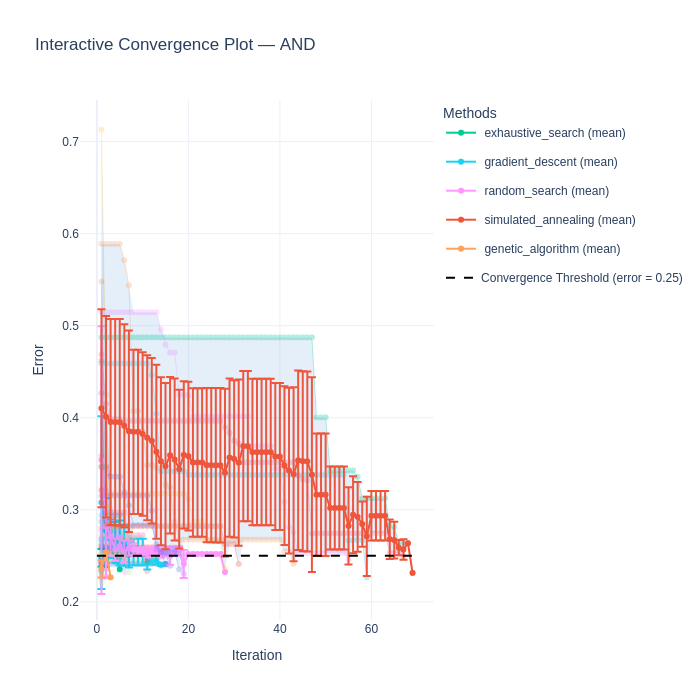 Interactive Convergence Plot — AND
Methods
exhaustive_search (mean)
gradient_descent (mean)
random_search (mean)
simulated_annealing (mean)
genetic_algorithm (mean)
Convergence Threshold (error = 0.25)
0.7
0.6
0.5
0.4
0.3
0.2
Error
0
20
40
60
Iteration